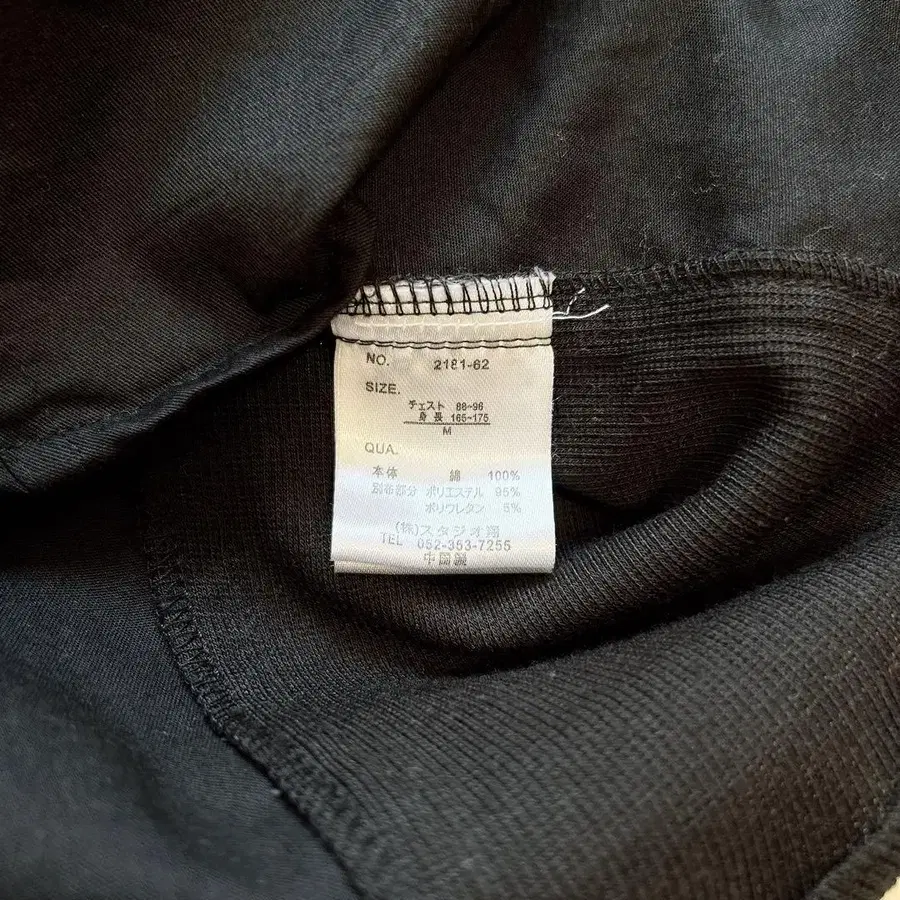 NO. 2181-62
SIZE.
チェスト 88~96
身長 165~175
M
QUA.
本体 綿 100%
別布部分 ポリエステル 95%
ポリウレタン 5%
(株)スタジオ翔
TEL 052-353-7255
中国製